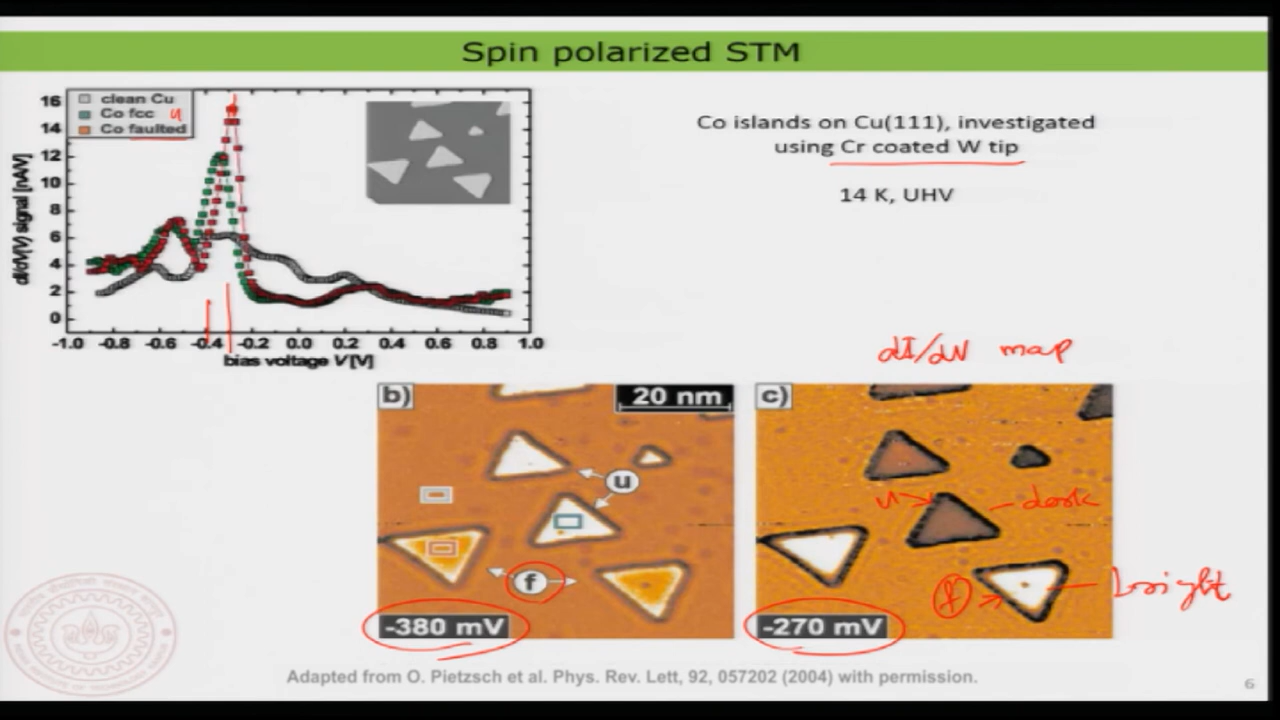 Spin polarized STM
clean Cu
Co fcc u
Co faulted
16
14
12
10
8
6
4
2
0
dI/dV(V) signal [nA/V]
-1.0 -0.8 -0.6 -0.4 -0.2 0.0 0.2 0.4 0.6 0.8 1.0
bias voltage V [V]
Co islands on Cu(111), investigated
using Cr coated W tip
14 K, UHV
dI/dV map
b)
20 nm
u
f
-380 mV
c)
u
dark
f
bright
-270 mV
Adapted from O. Pietzsch et al. Phys. Rev. Lett, 92, 057202 (2004) with permission.
6